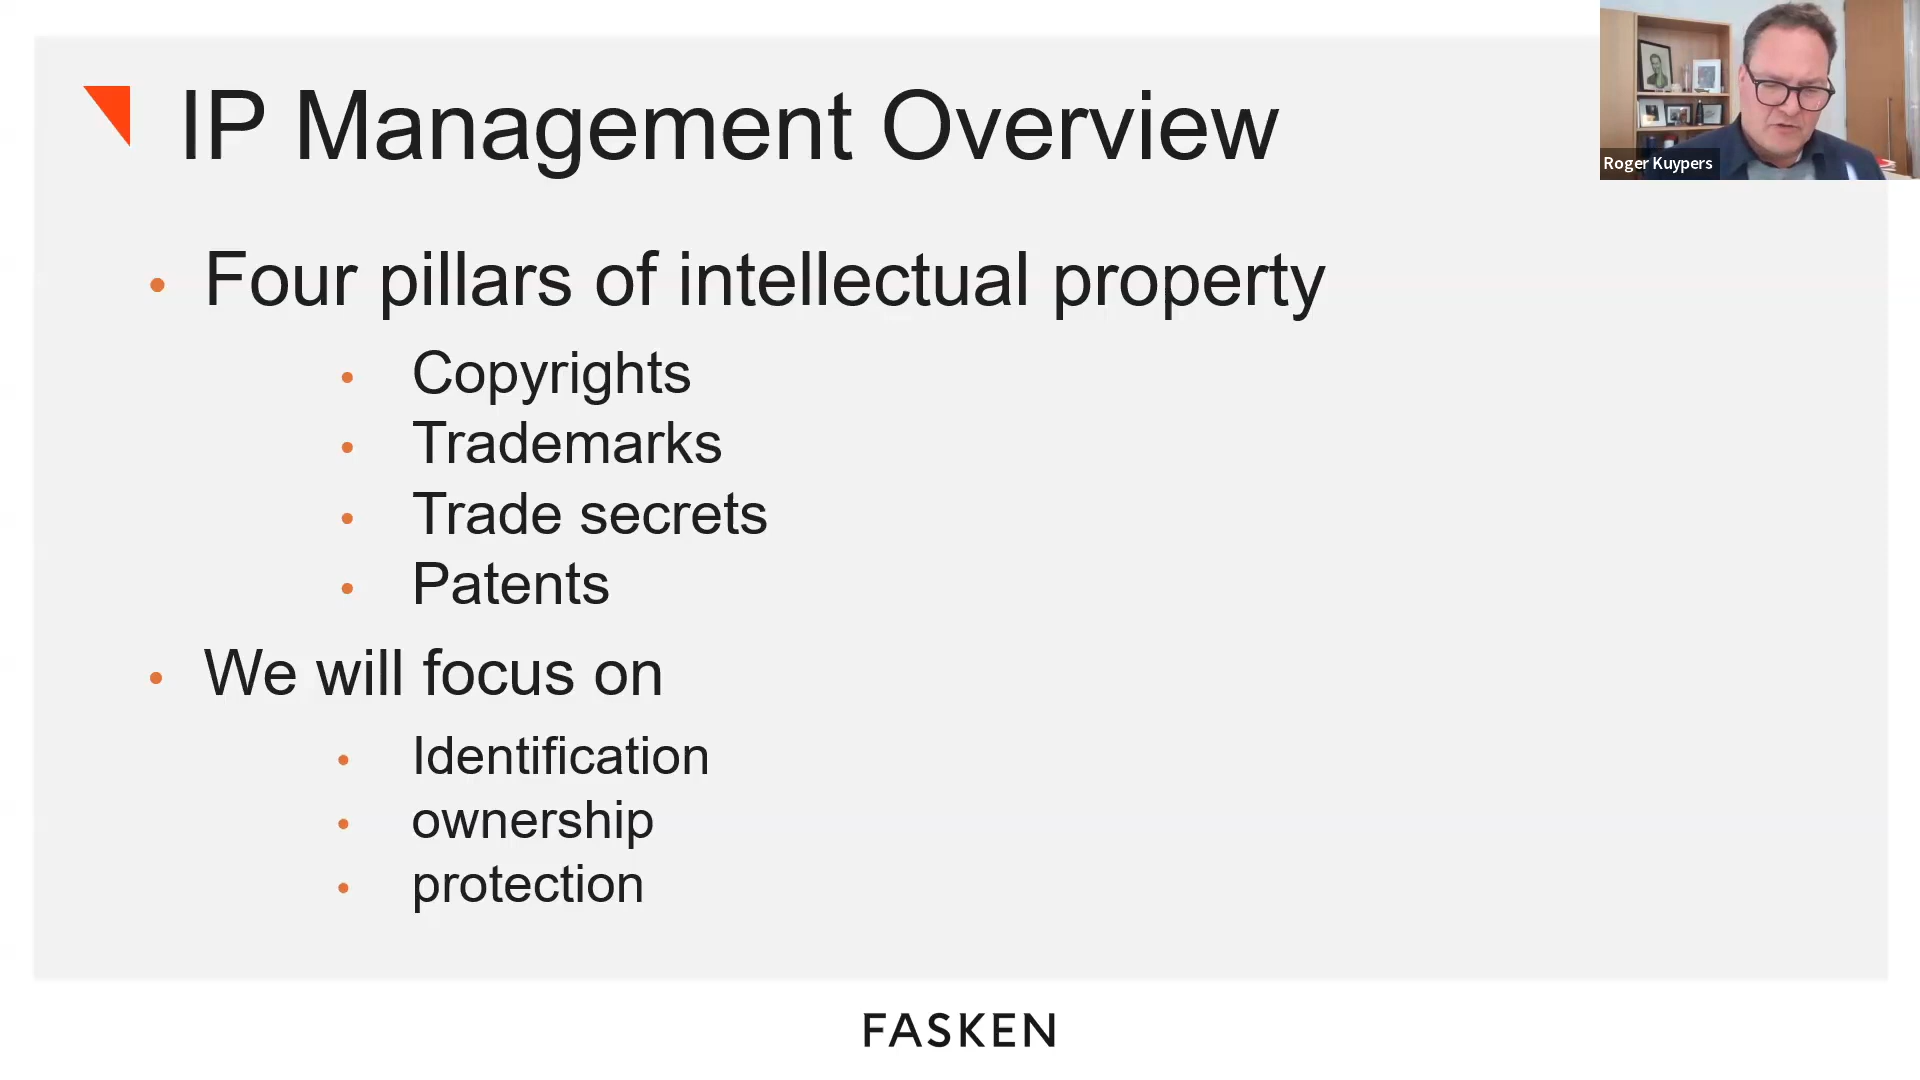 IP Management Overview
Roger Kuypers
• Four pillars of intellectual property
• Copyrights
• Trademarks
• Trade secrets
• Patents
• We will focus on
• Identification
• ownership
• protection
FASKEN